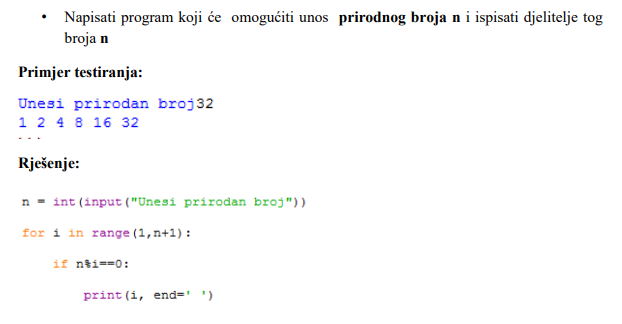 • Napisati program koji će omogućiti unos prirodnog broja n i ispisati djelitelje tog
broja n
Primjer testiranja:
Unesi prirodan broj32
1 2 4 8 16 32
Rješenje:
n = int(input("Unesi prirodan broj"))
for i in range(1,n+1):
if n%i==0:
print(i, end=' ')